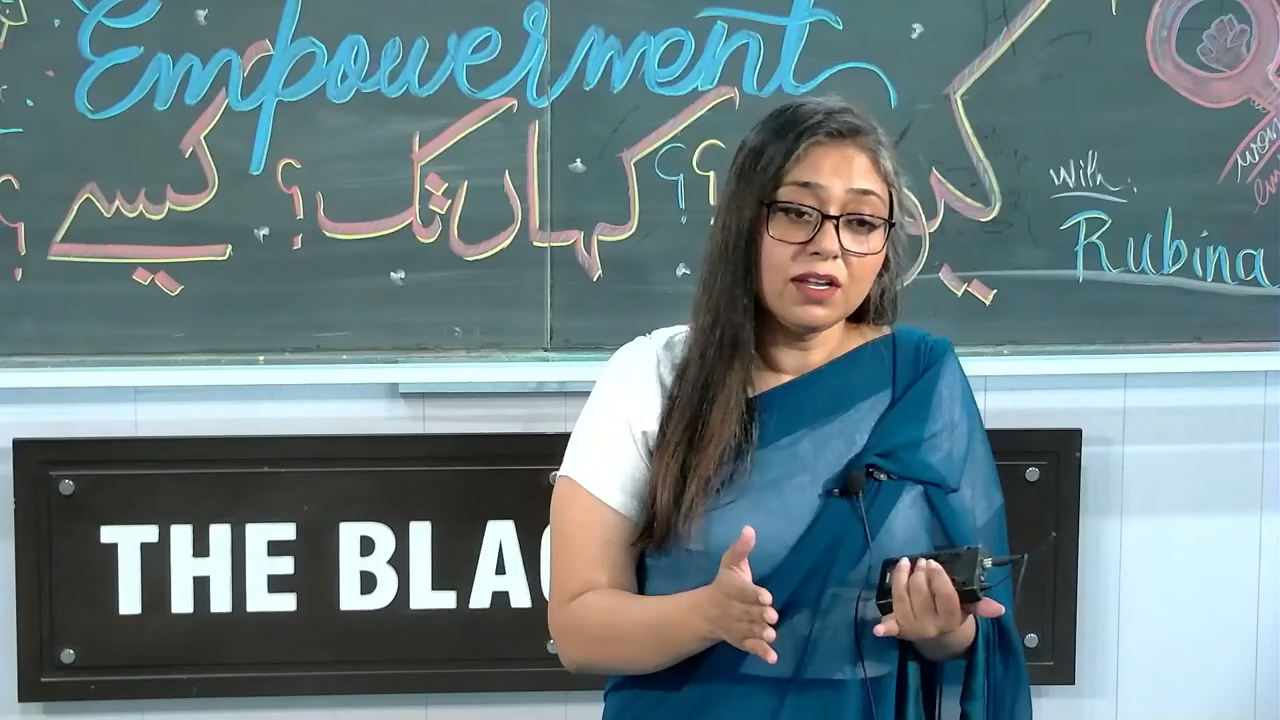 Empowerment
کیوں؟ کہاں تک؟ کیسے؟
With:
Rubina
THE BLA